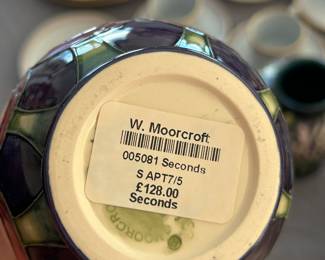 W. Moorcroft
005081 Seconds
S APT7/5
£128.00
Seconds